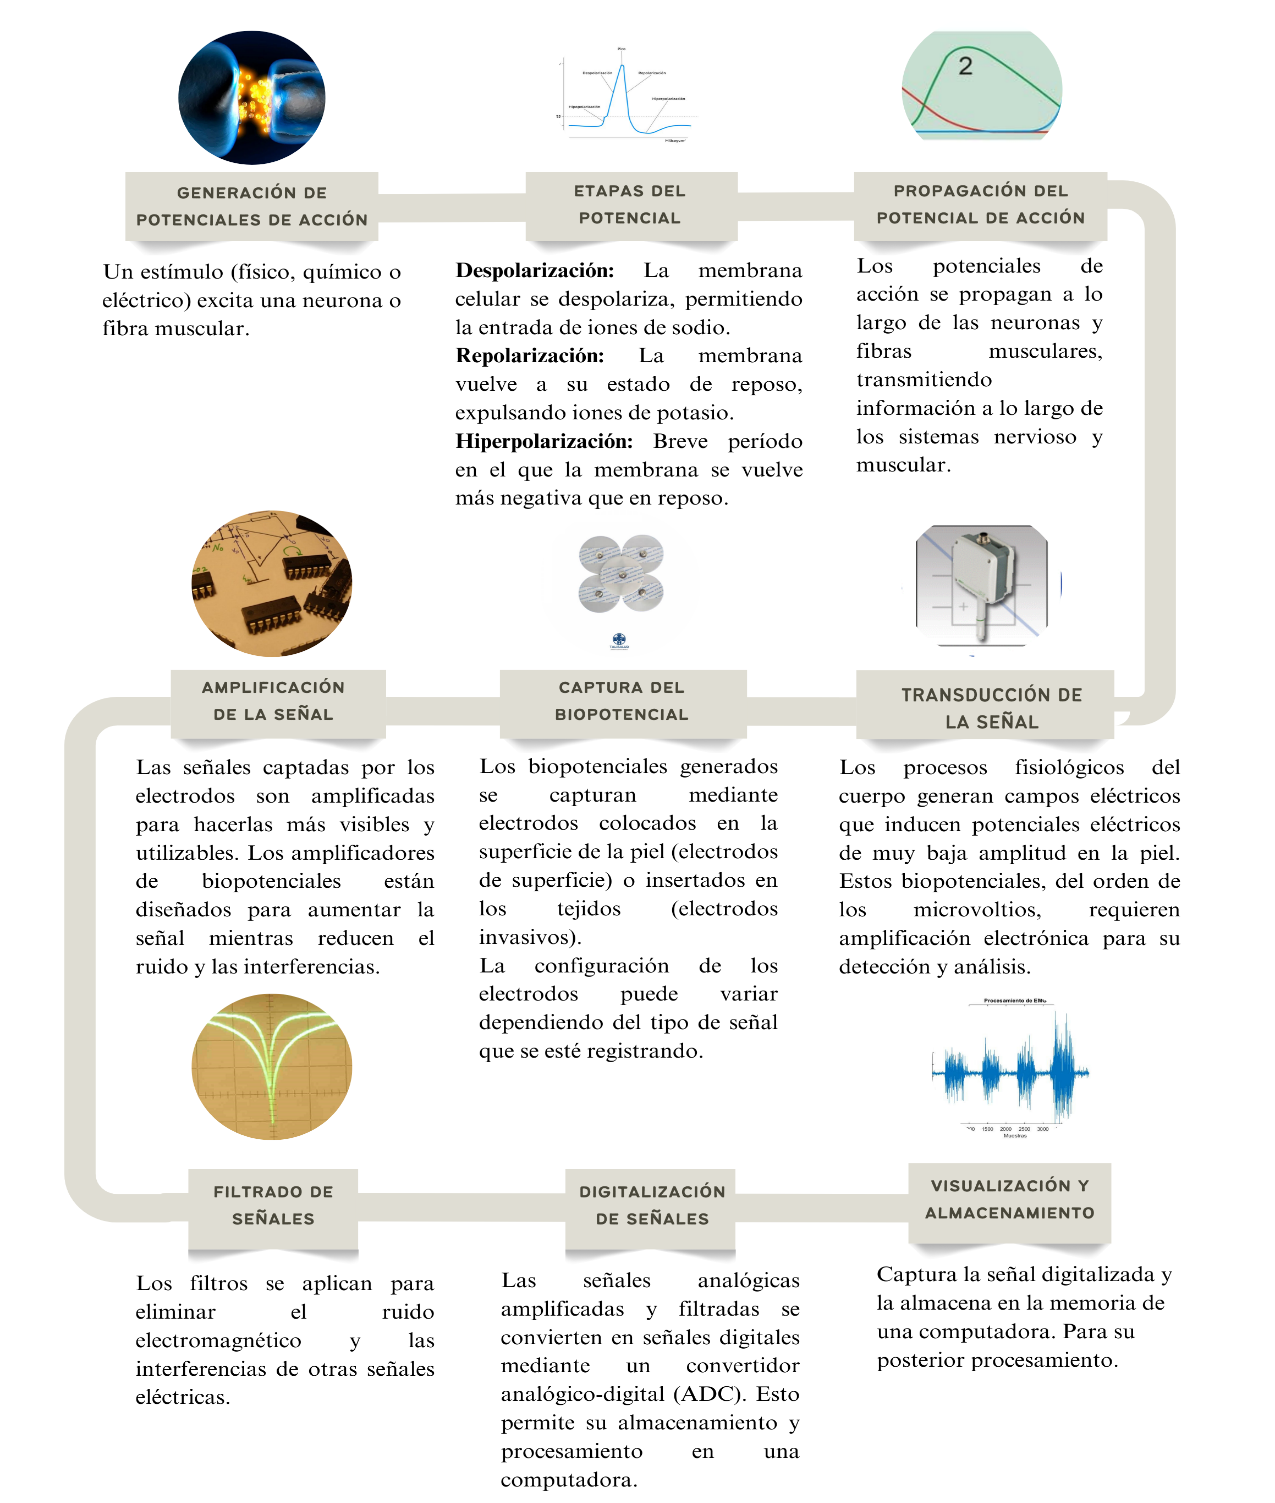 Pico
Despolarización
Repolarización
Hiperpolarización
Hiperpolarización
2
GENERACIÓN DE
POTENCIALES DE ACCIÓN
ETAPAS DEL
POTENCIAL
PROPAGACIÓN DEL
POTENCIAL DE ACCIÓN
Un estímulo (físico, químico o
eléctrico) excita una neurona o
fibra muscular.
Despolarización: La membrana
celular se despolariza, permitiendo
la entrada de iones de sodio.
Repolarización: La membrana
vuelve a su estado de reposo,
expulsando iones de potasio.
Hiperpolarización: Breve período
en el que la membrana se vuelve
más negativa que en reposo.
Los potenciales de
acción se propagan a lo
largo de las neuronas y
fibras musculares,
transmitiendo
información a lo largo de
los sistemas nervioso y
muscular.
AMPLIFICACIÓN
DE LA SEÑAL
CAPTURA DEL
BIOPOTENCIAL
TRANSDUCCIÓN DE
LA SEÑAL
Las señales captadas por los
electrodos son amplificadas
para hacerlas más visibles y
utilizables. Los amplificadores
de biopotenciales están
diseñados para aumentar la
señal mientras reducen el
ruido y las interferencias.
Los biopotenciales generados
se capturan mediante
electrodos colocados en la
superficie de la piel (electrodos
de superficie) o insertados en
los tejidos (electrodos
invasivos).
La configuración de los
electrodos puede variar
dependiendo del tipo de señal
que se esté registrando.
Los procesos fisiológicos del
cuerpo generan campos eléctricos
que inducen potenciales eléctricos
de muy baja amplitud en la piel.
Estos biopotenciales, del orden de
los microvoltios, requieren
amplificación electrónica para su
detección y análisis.
Procesamiento de EMG
1500 2000 2500 3000
Muestras
FILTRADO DE
SEÑALES
DIGITALIZACIÓN
DE SEÑALES
VISUALIZACIÓN Y
ALMACENAMIENTO
Los filtros se aplican para
eliminar el ruido
electromagnético y las
interferencias de otras señales
eléctricas.
Las señales analógicas
amplificadas y filtradas se
convierten en señales digitales
mediante un convertidor
analógico-digital (ADC). Esto
permite su almacenamiento y
procesamiento en una
computadora.
Captura la señal digitalizada y
la almacena en la memoria de
una computadora. Para su
posterior procesamiento.